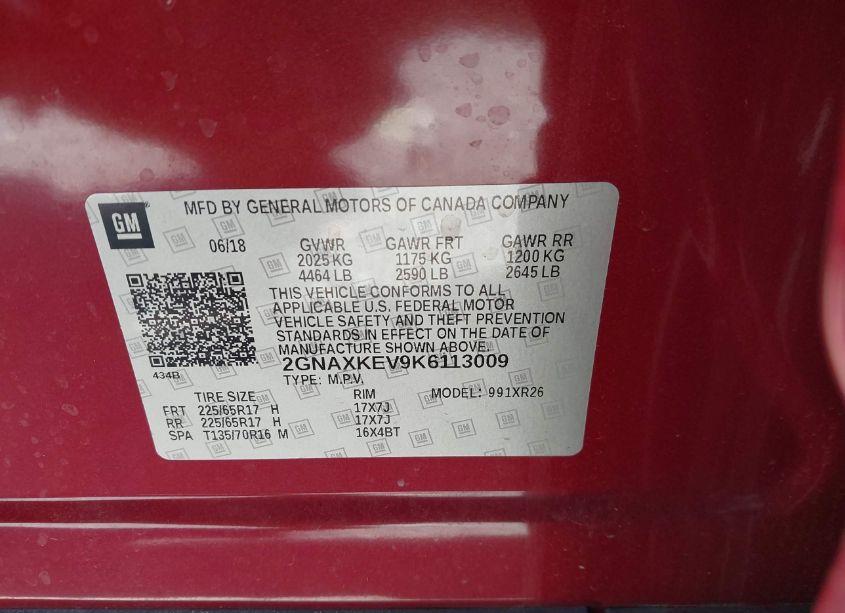 GM MFD BY GENERAL MOTORS OF CANADA COMPANY
06/18 GVWR GAWR FRT GAWR RR
2025 KG 1175 KG 1200 KG
4464 LB 2590 LB 2645 LB
THIS VEHICLE CONFORMS TO ALL
APPLICABLE U.S. FEDERAL MOTOR
VEHICLE SAFETY AND THEFT PREVENTION
STANDARDS IN EFFECT ON THE DATE OF
MANUFACTURE SHOWN ABOVE.
434B 2GNAXKEV9K6113009
TYPE: M.P.V. MODEL: 991XR26
TIRE SIZE RIM
FRT 225/65R17 H 17X7J
RR 225/65R17 H 17X7J
SPA T135/70R16 M 16X4BT